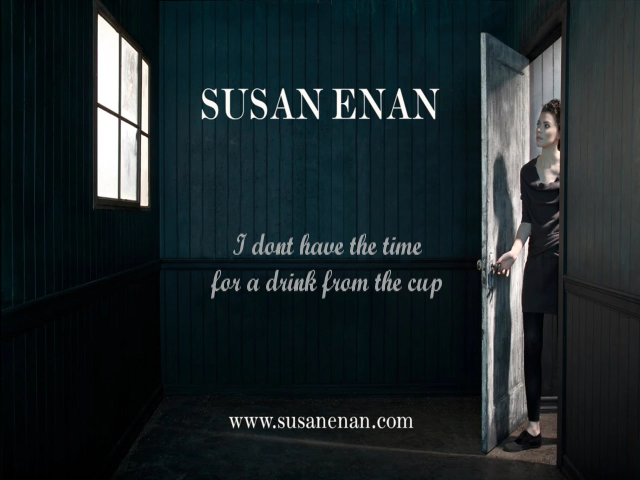 SUSAN ENAN
I dont have the time
for a drink from the cup
www.susanenan.com